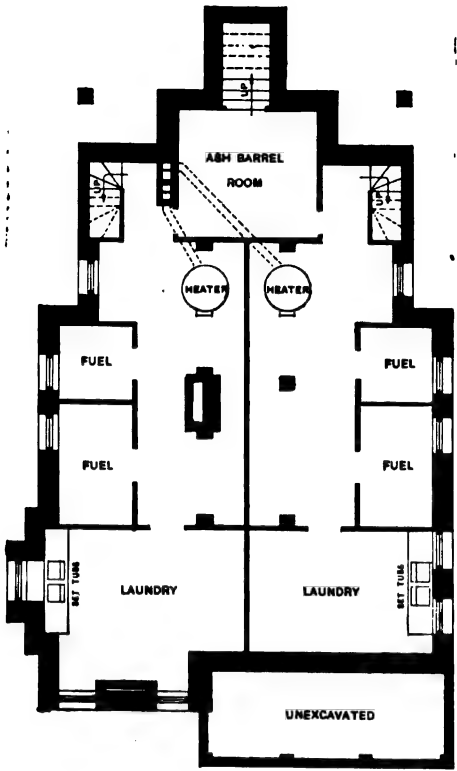 UP
ASH BARREL
ROOM
UP
UP
HEATER
HEATER
FUEL
FUEL
FUEL
FUEL
SET TUBS
LAUNDRY
LAUNDRY
SET TUBS
UNEXCAVATED